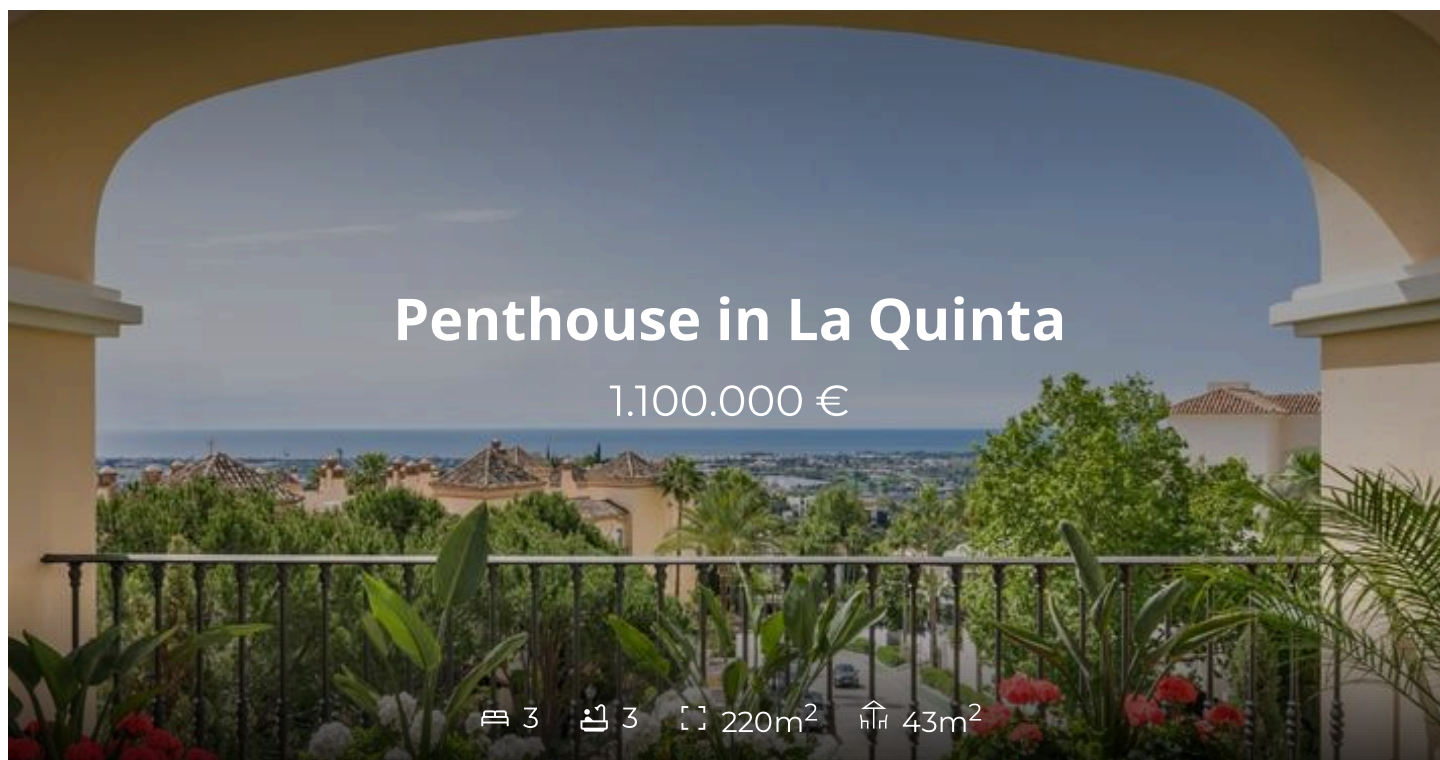 Penthouse in La Quinta
1.100.000 €
3 3 220m² 43m²